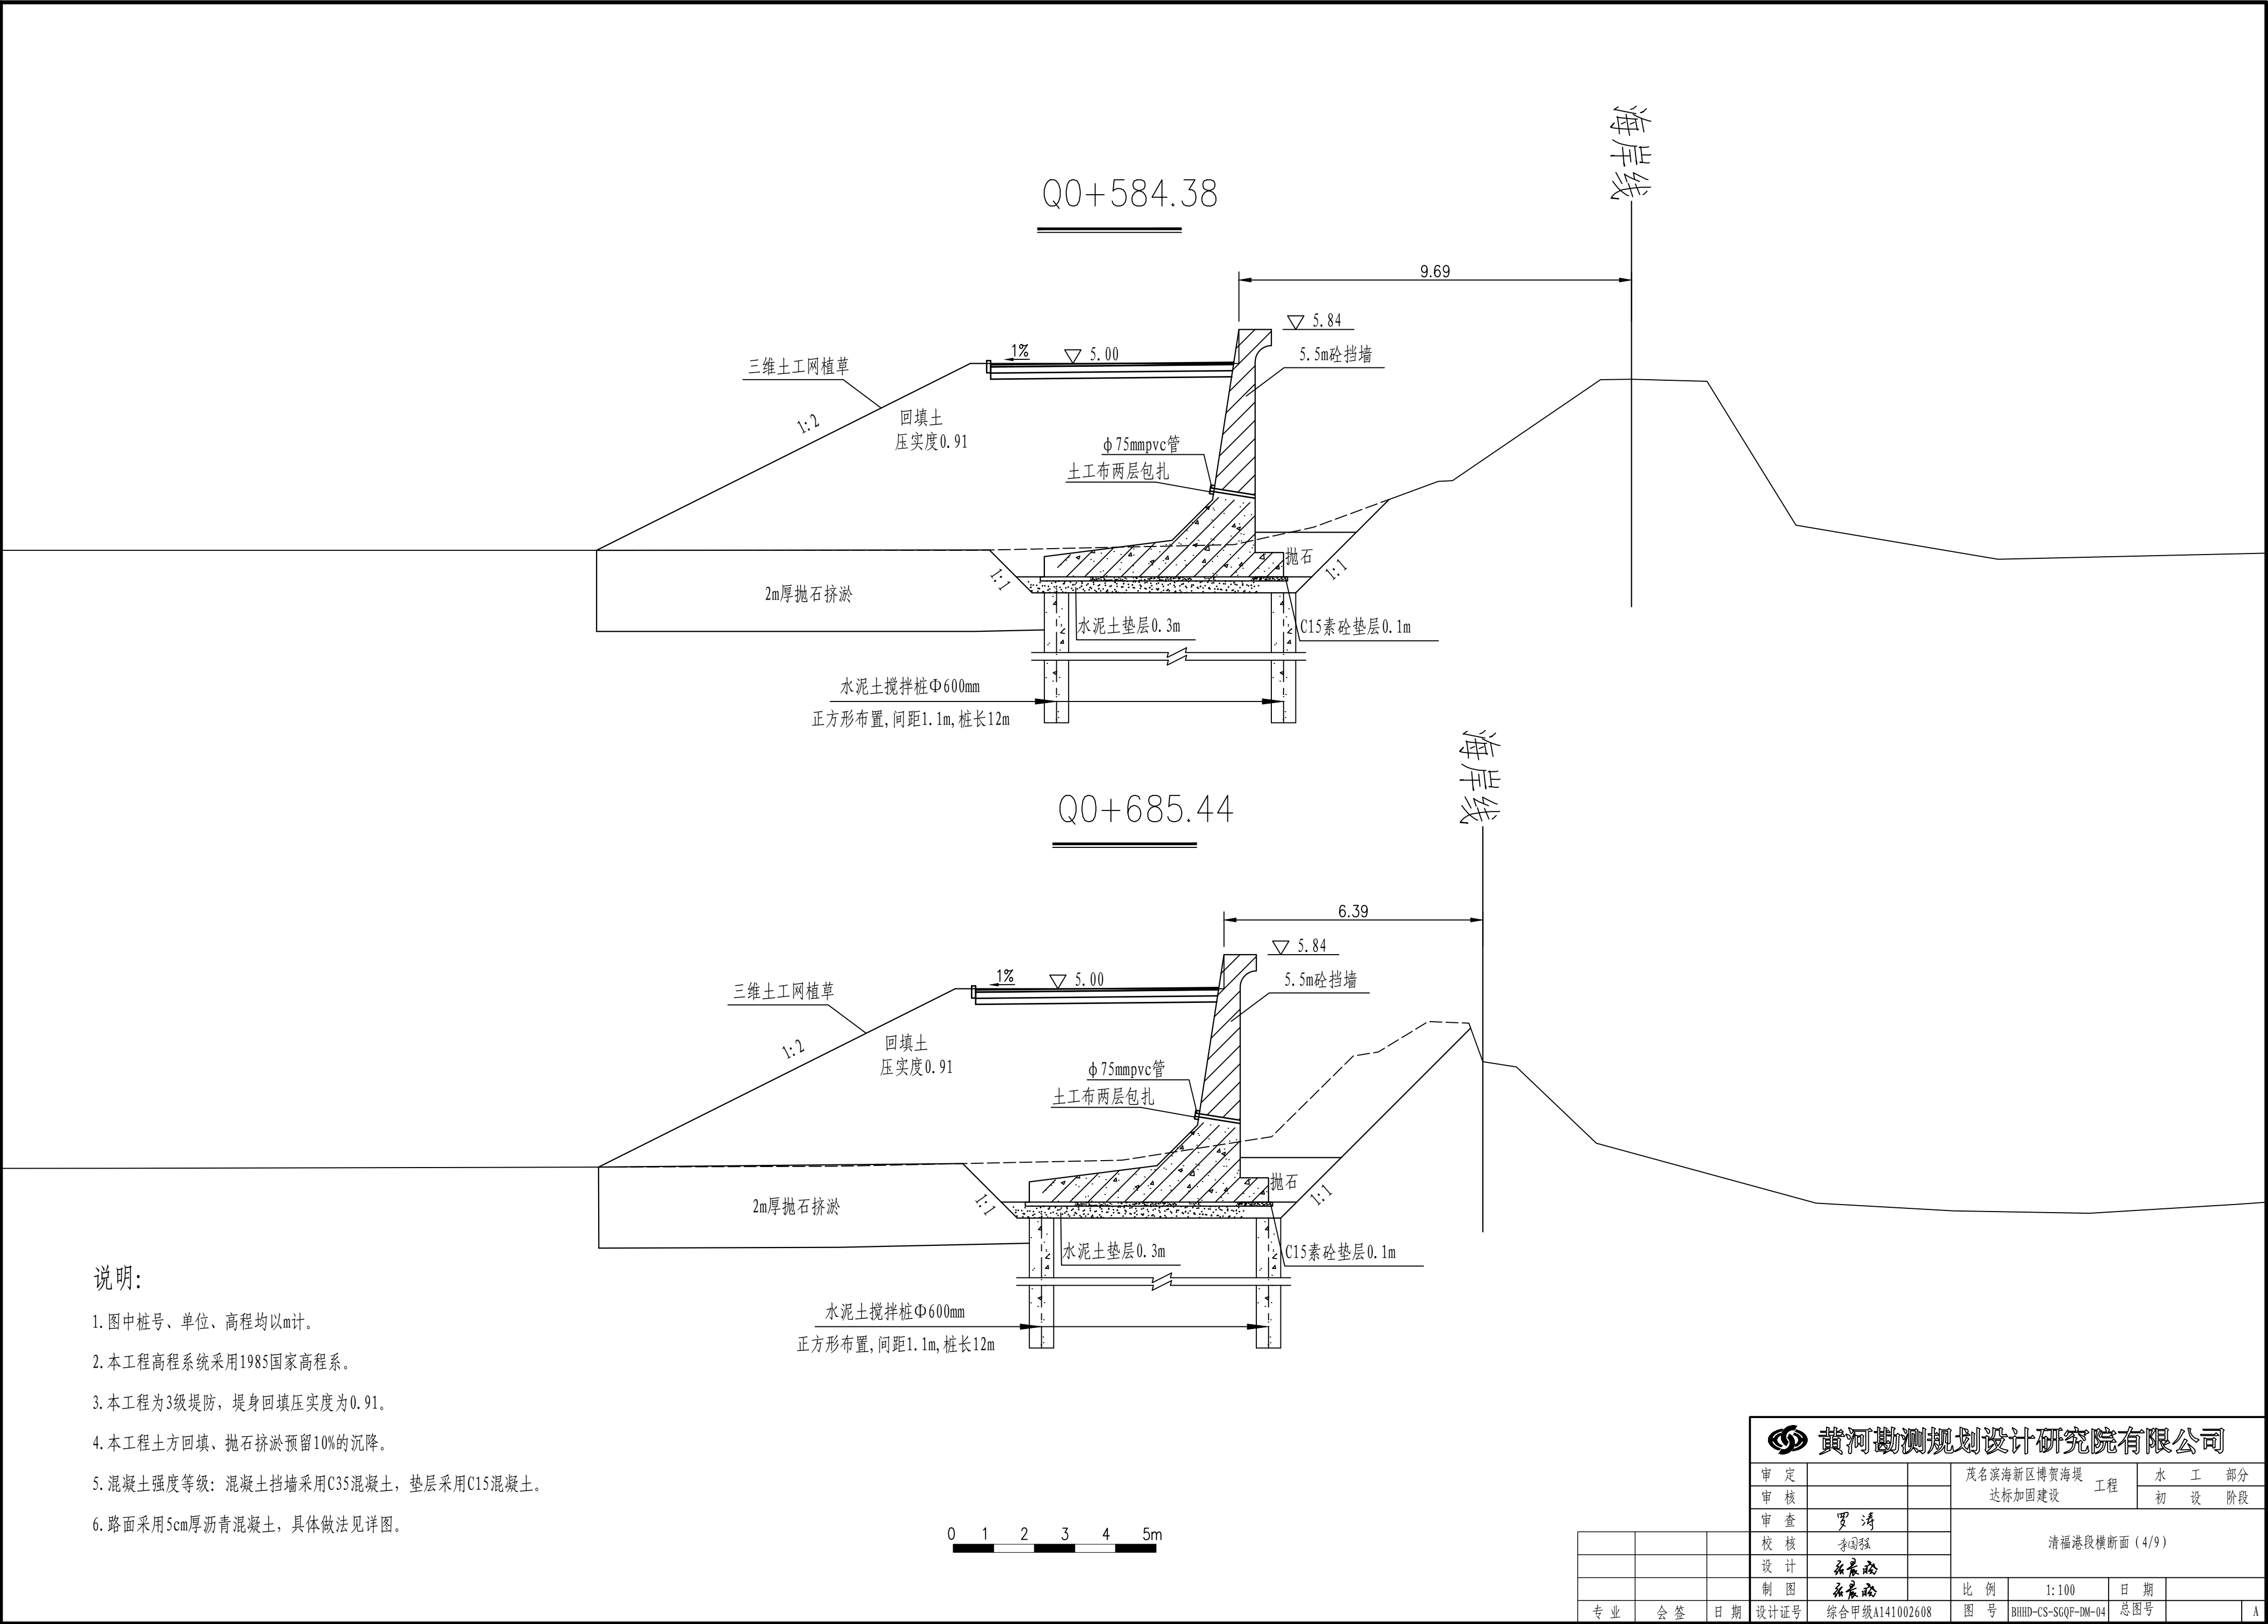 海岸线
Q0+584.38
9.69
5.84
1%
5.00
5.5m砼挡墙
三维土工网植草
1:2
回填土
压实度0.91
φ75mmpvc管
土工布两层包扎
抛石
1:1
1:1
2m厚抛石挤淤
水泥土垫层0.3m
C15素砼垫层0.1m
水泥土搅拌桩Φ600mm
正方形布置,间距1.1m,桩长12m
海岸线
Q0+685.44
6.39
5.84
1%
5.00
5.5m砼挡墙
三维土工网植草
1:2
回填土
压实度0.91
φ75mmpvc管
土工布两层包扎
抛石
1:1
1:1
2m厚抛石挤淤
水泥土垫层0.3m
C15素砼垫层0.1m
水泥土搅拌桩Φ600mm
正方形布置,间距1.1m,桩长12m
说明:
1.图中桩号、单位、高程均以m计。
2.本工程高程系统采用1985国家高程系。
3.本工程为3级堤防，堤身回填压实度为0.91。
4.本工程土方回填、抛石挤淤预留10%的沉降。
5.混凝土强度等级：混凝土挡墙采用C35混凝土，垫层采用C15混凝土。
6.路面采用5cm厚沥青混凝土，具体做法见详图。
0 1 2 3 4 5m
黄河勘测规划设计研究院有限公司
审 定
茂名滨海新区博贺海堤
达标加固建设
工程
水 工 部分
审 核
初 设 阶段
审 查 罗涛
清福港段横断面（4/9）
校 核
设 计
制 图
比 例 1:100 日 期
专 业 会 签 日 期 设计证号 综合甲级A141002608 图 号 BHHD-CS-SGQF-DM-04 总图号 A